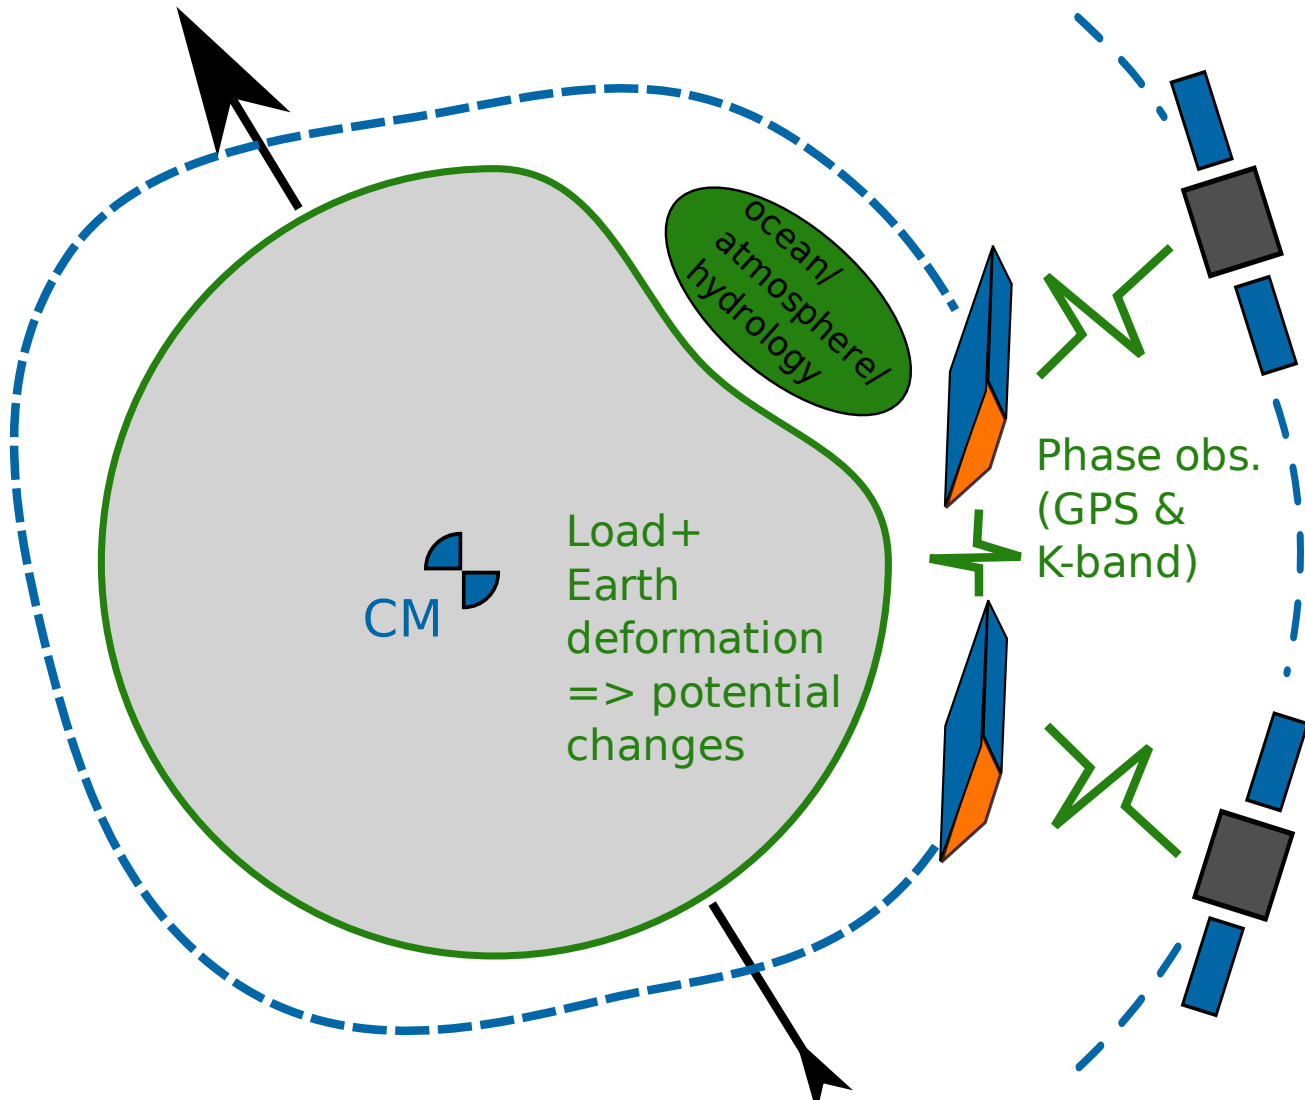 ocean/
atmosphere/
hydrology
Phase obs.
(GPS &
K-band)
Load+
Earth
deformation
=> potential
changes
CM